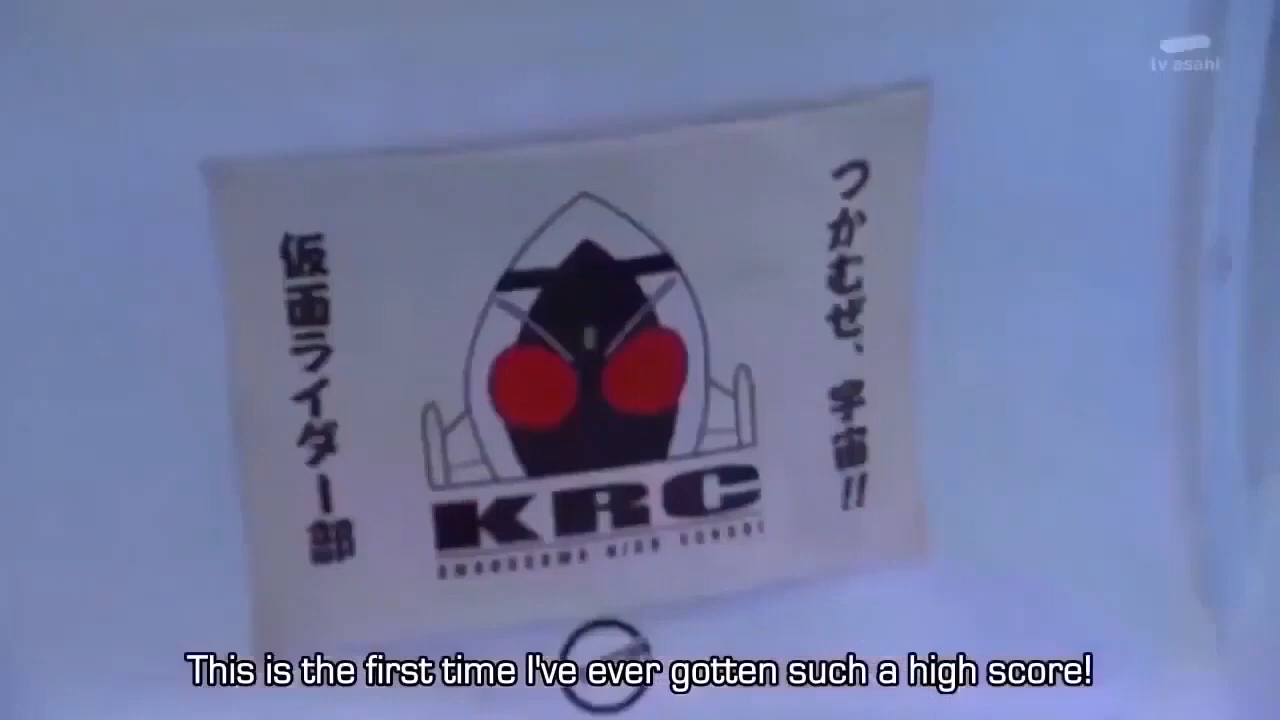 tv asahi
つかむぜ、宇宙!!
仮面ライダー部
KRC
This is the first time I've ever gotten such a high score!